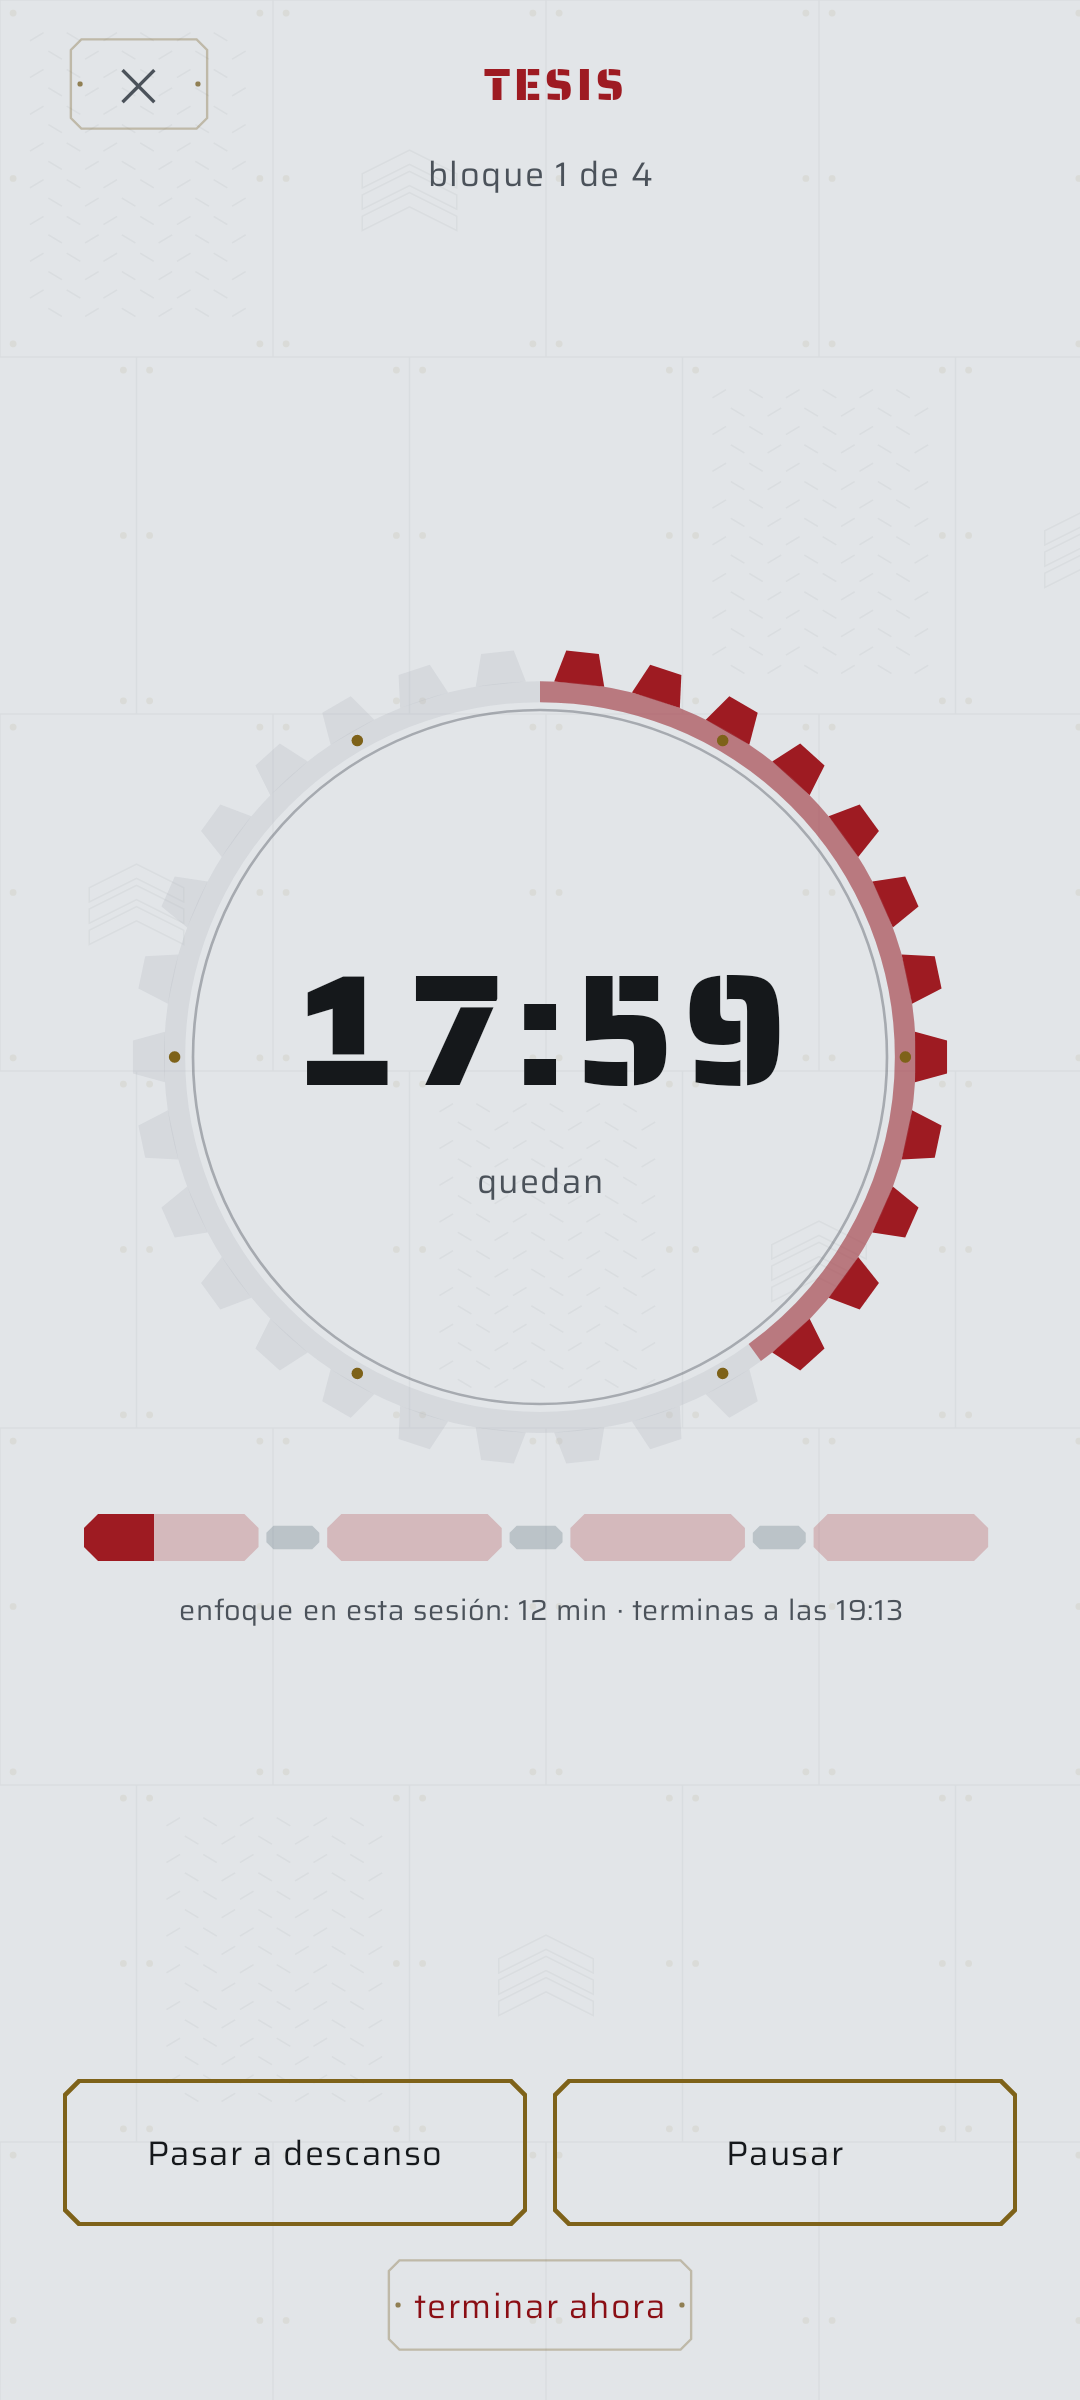 TESIS
bloque 1 de 4
17:59
quedan
enfoque en esta sesión: 12 min · terminas a las 19:13
Pasar a descanso
Pausar
terminar ahora